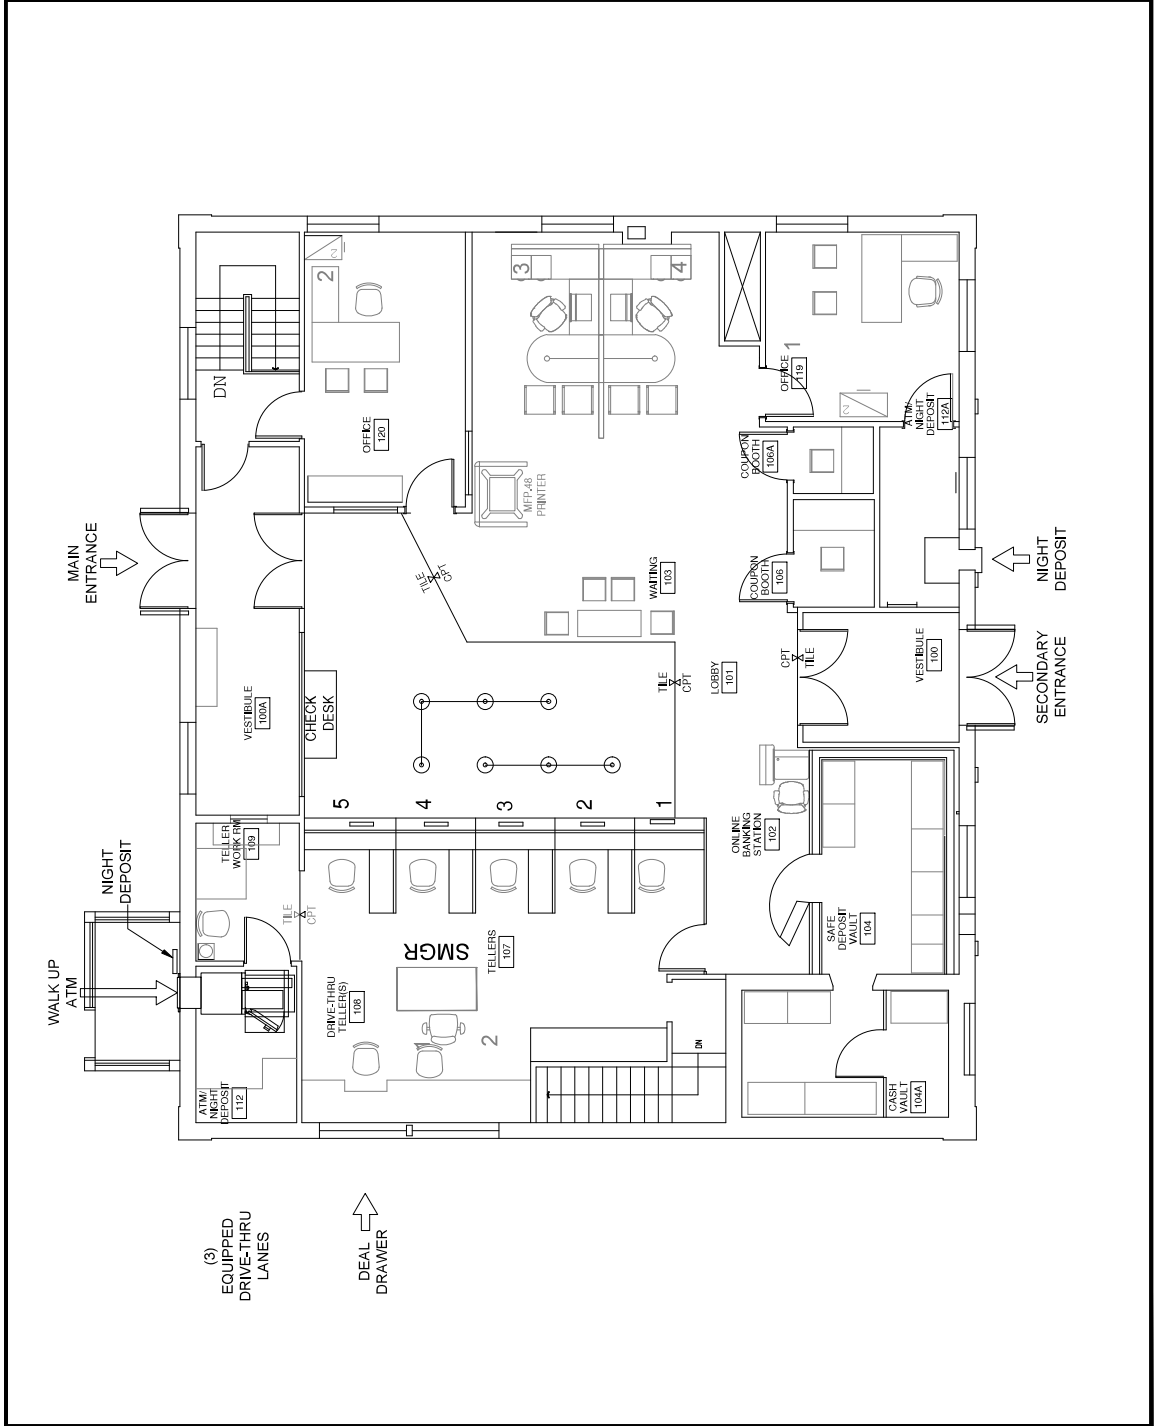 MAIN
ENTRANCE
DN
2
2
OFFICE
120
3
4
MFP.48
PRINTER
1
OFFICE
119
2
ATM/
NIGHT
DEPOSIT
112A
COUPON
BOOTH
106A
COUPON
BOOTH
106
NIGHT
DEPOSIT
TILE
CPT
WAITING
103
VESTIBULE
100A
CHECK
DESK
TILE
CPT
LOBBY
101
CPT
TILE
VESTIBULE
100
SECONDARY
ENTRANCE
5
4
3
2
1
ONLINE
BANKING
STATION
102
TELLER
WORK RM
109
NIGHT
DEPOSIT
TILE
CPT
WALK UP
ATM
SMGR
TELLERS
107
SAFE
DEPOSIT
VAULT
104
DRIVE-THRU
TELLER(S)
108
2
DN
ATM/
NIGHT
DEPOSIT
112
CASH
VAULT
104A
(3)
EQUIPPED
DRIVE-THRU
LANES
DEAL
DRAWER